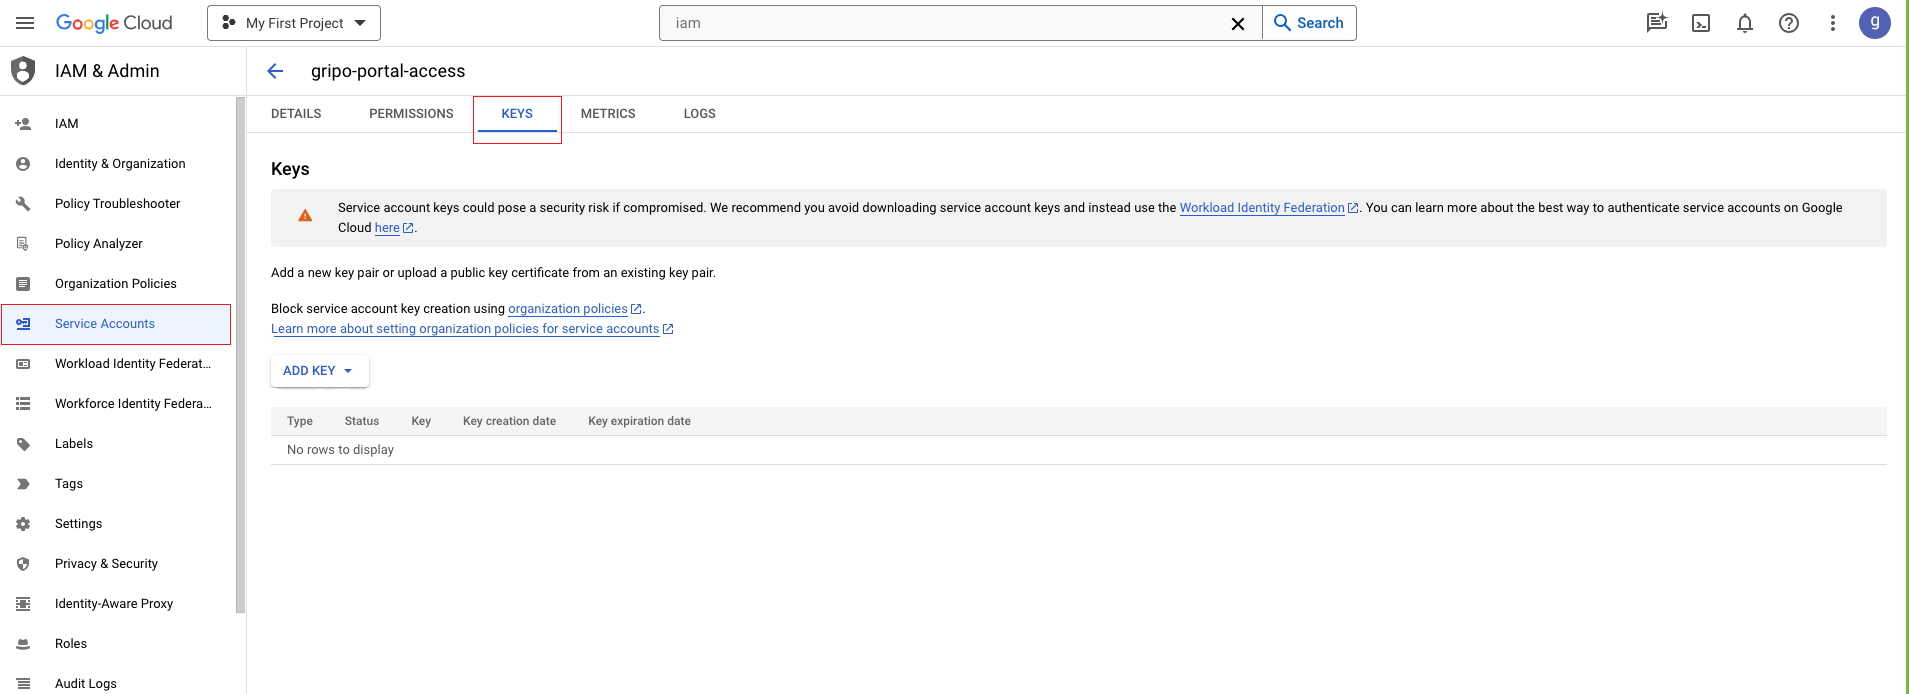 Google Cloud
My First Project
iam
Search
g
IAM & Admin
gripo-portal-access
DETAILS
PERMISSIONS
KEYS
METRICS
LOGS
IAM
Identity & Organization
Policy Troubleshooter
Policy Analyzer
Organization Policies
Service Accounts
Workload Identity Federat...
Workforce Identity Federa...
Labels
Tags
Settings
Privacy & Security
Identity-Aware Proxy
Roles
Audit Logs
Keys
Service account keys could pose a security risk if compromised. We recommend you avoid downloading service account keys and instead use the Workload Identity Federation. You can learn more about the best way to authenticate service accounts on Google
Cloud here.
Add a new key pair or upload a public key certificate from an existing key pair.
Block service account key creation using organization policies.
Learn more about setting organization policies for service accounts
ADD KEY
Type Status Key Key creation date Key expiration date
No rows to display